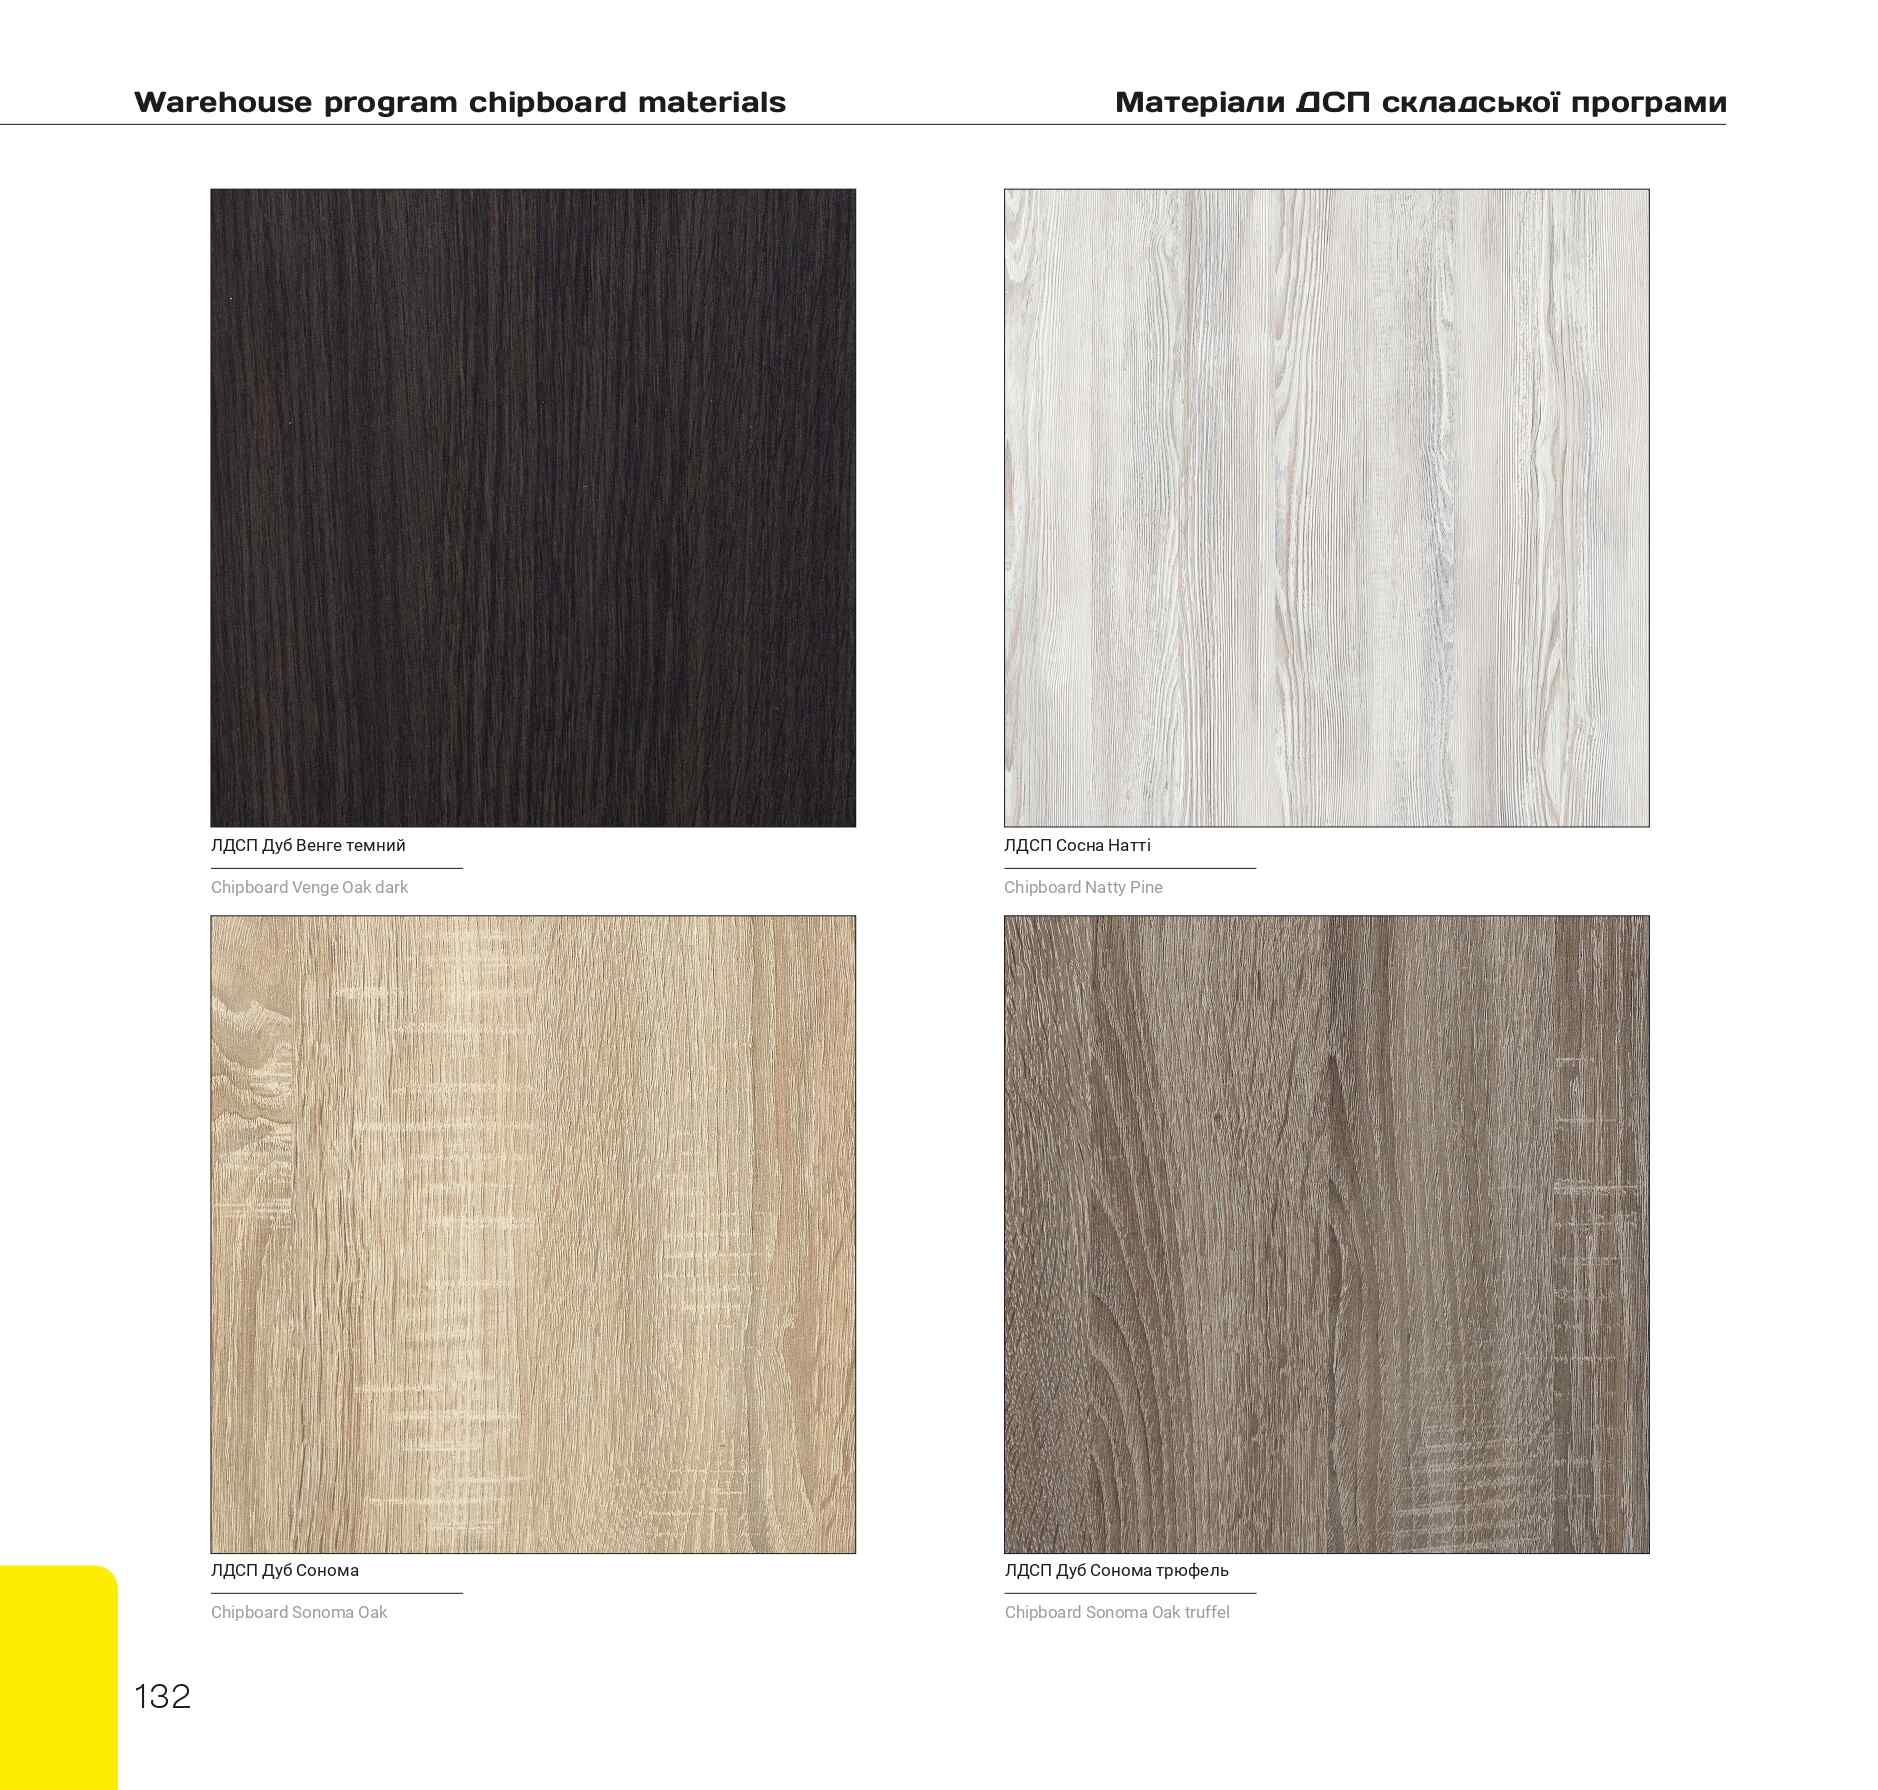 Warehouse program chipboard materials
Матеріали ДСП складської програми
ЛДСП Дуб Венге темний
Chipboard Venge Oak dark
ЛДСП Сосна Натті
Chipboard Natty Pine
ЛДСП Дуб Сонома
Chipboard Sonoma Oak
ЛДСП Дуб Сонома трюфель
Chipboard Sonoma Oak truffel
132